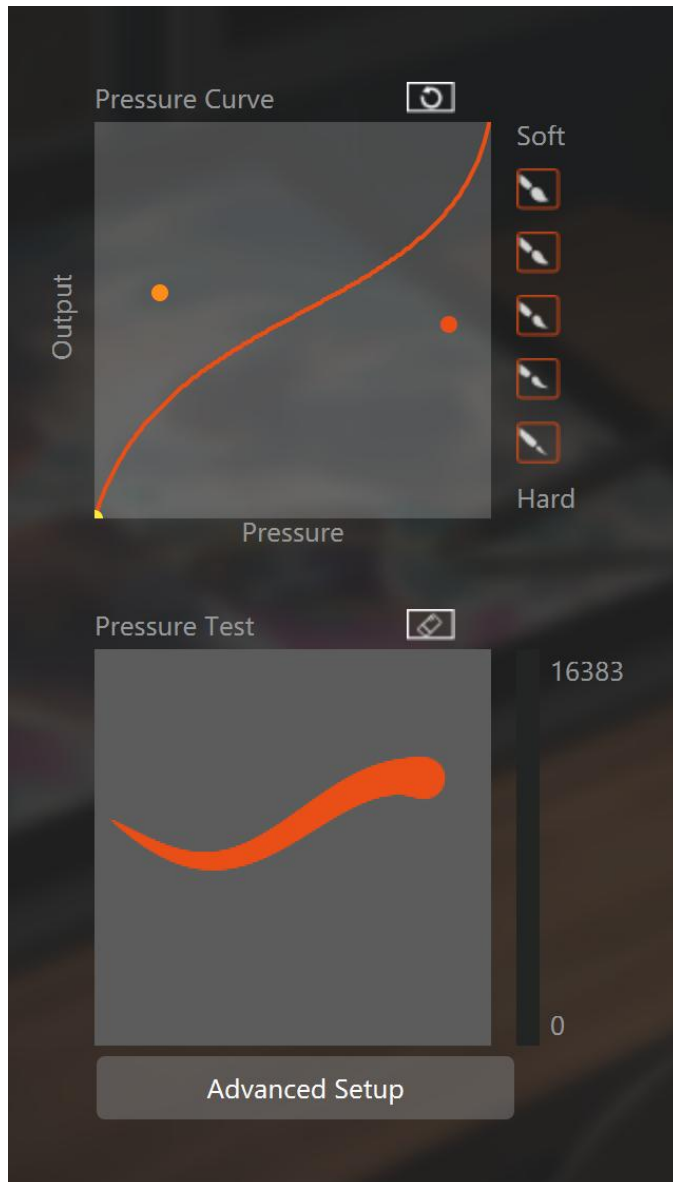 Pressure Curve
Soft
Output
Hard
Pressure
Pressure Test
16383
0
Advanced Setup